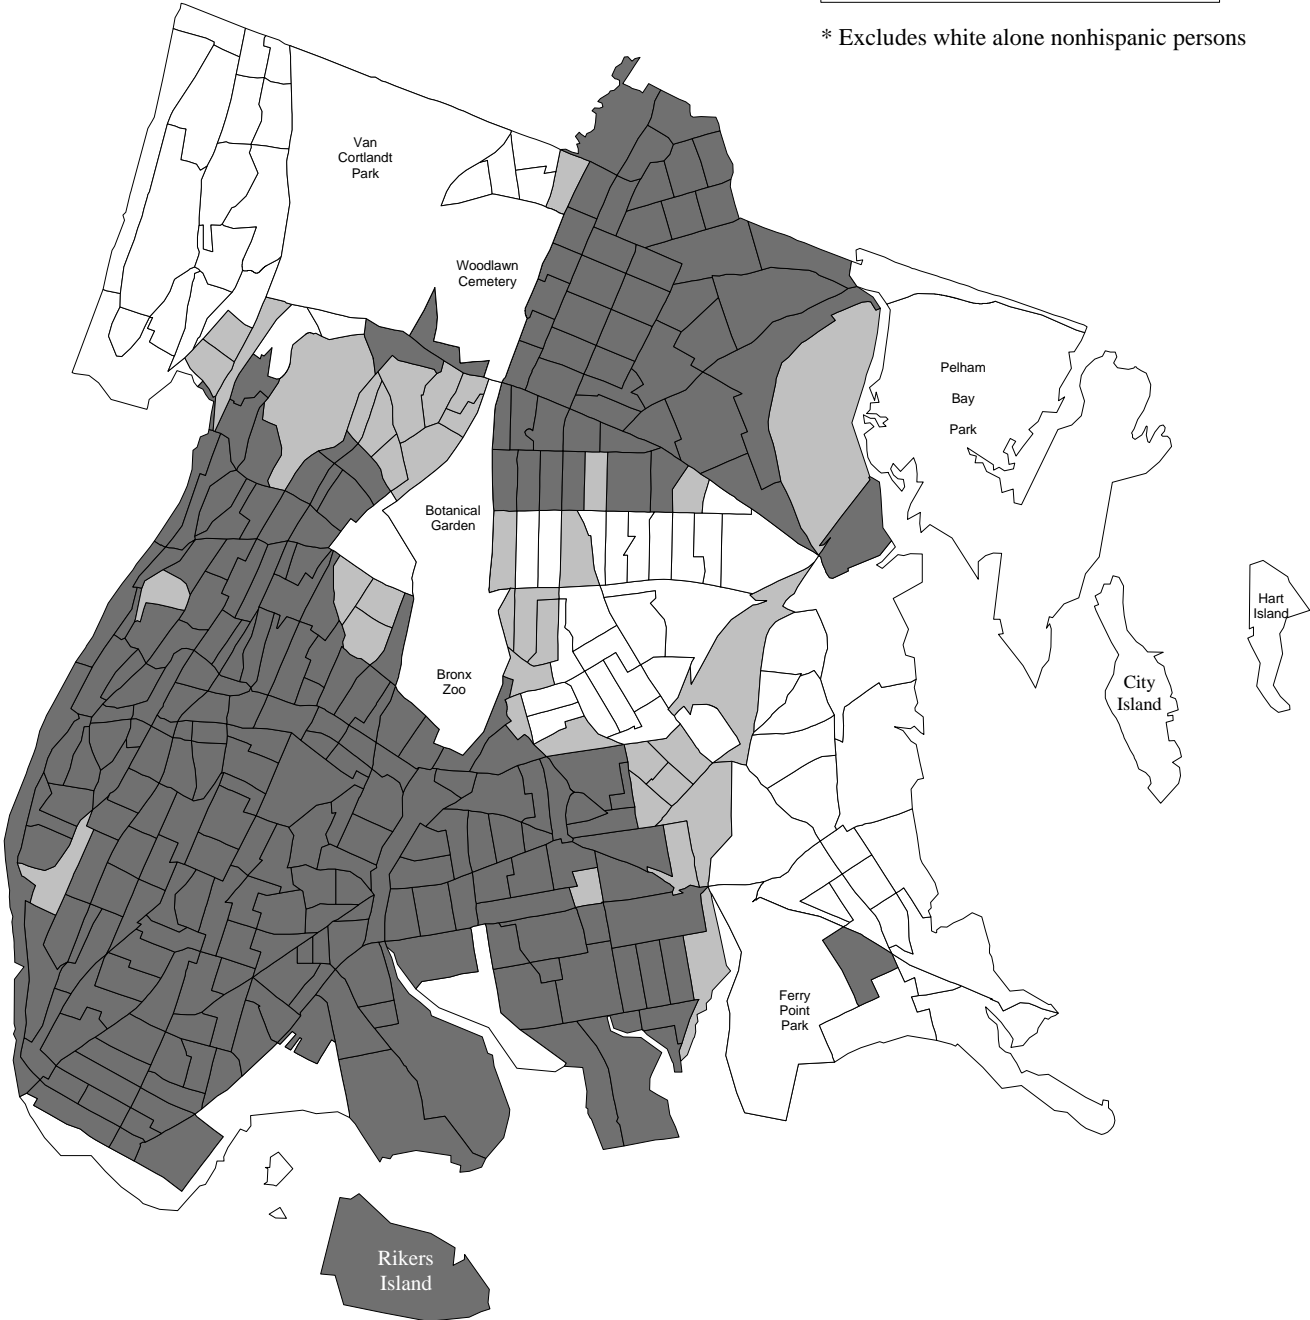 * Excludes white alone nonhispanic persons
Van
Cortlandt
Park
Woodlawn
Cemetery
Pelham
Bay
Park
Botanical
Garden
Hart
Island
Bronx
Zoo
City
Island
Ferry
Point
Park
Rikers
Island